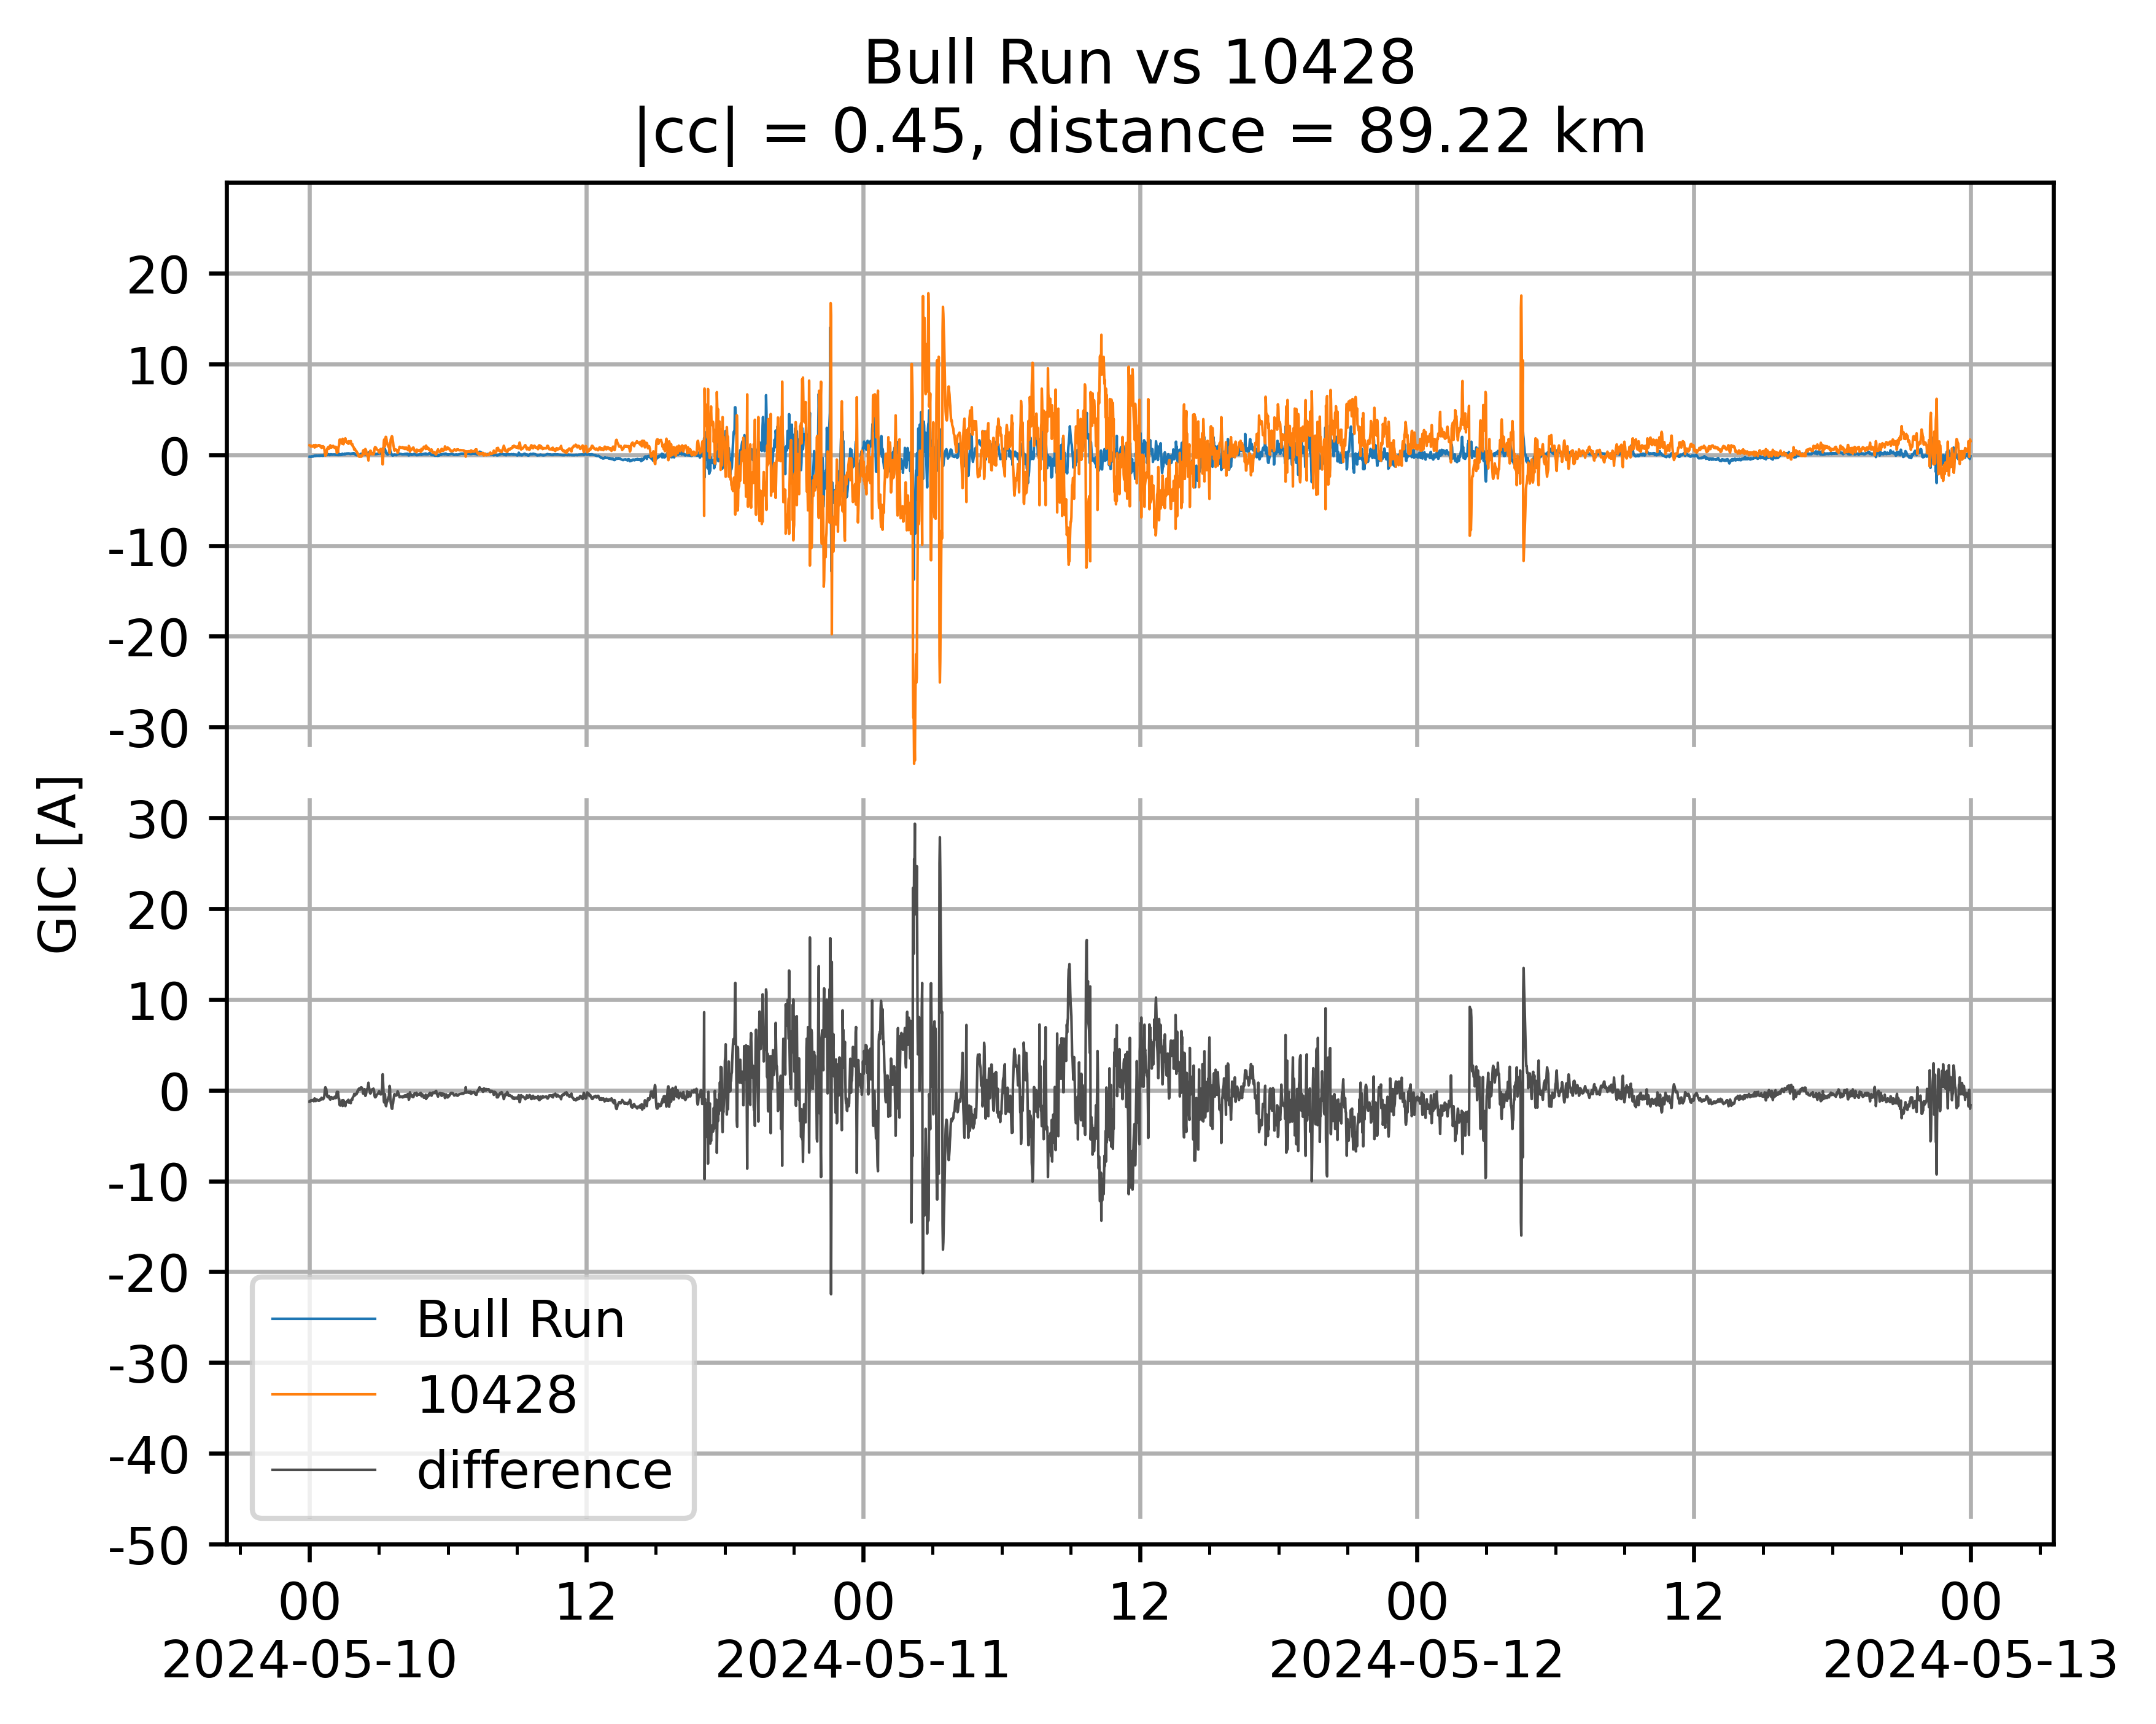 Bull Run vs 10428
|cc| = 0.45, distance = 89.22 km
GIC [A]
20
10
0
-10
-20
-30
30
20
10
0
-10
-20
-30
-40
-50
Bull Run
10428
difference
00 12 00 12 00 12 00
2024-05-10 2024-05-11 2024-05-12 2024-05-13